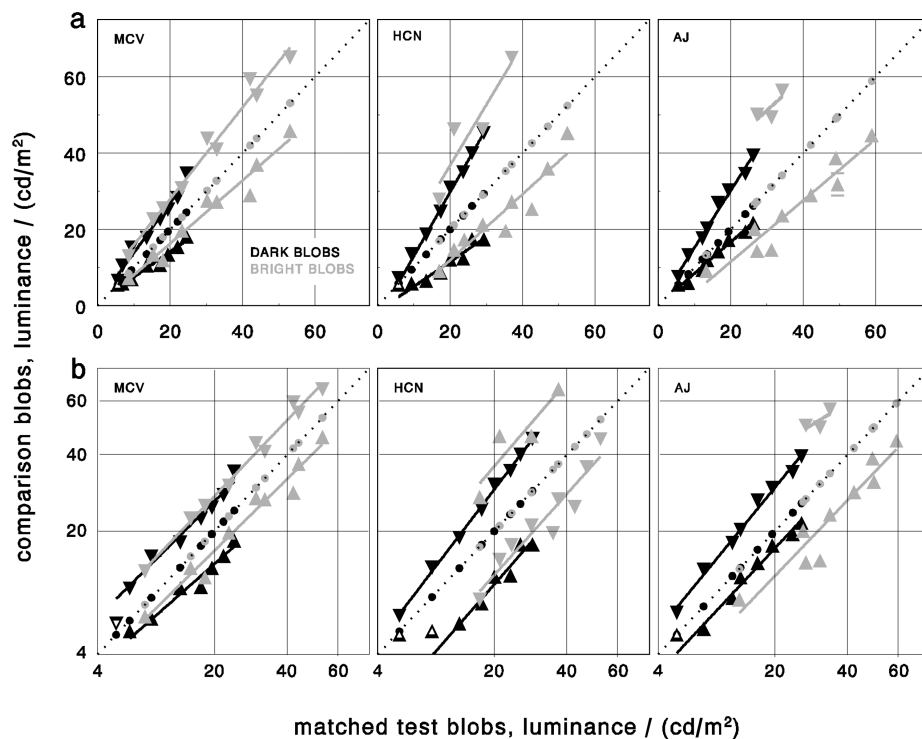 a
MCV
HCN
AJ
60
40
20
0
DARK BLOBS
BRIGHT BLOBS
0 20 40 60
0 20 40 60
0 20 40 60
comparison blobs, luminance / (cd/m²)
b
MCV
HCN
AJ
60
40
20
4
4 20 40 60
20 40 60
20 40 60
matched test blobs, luminance / (cd/m²)